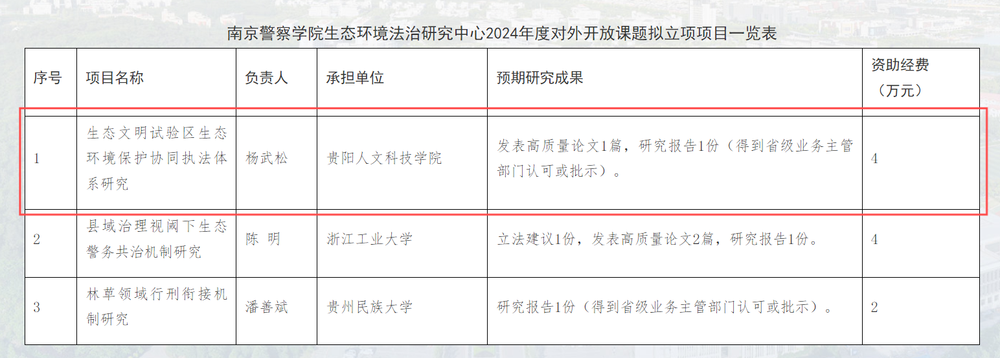 南京警察学院生态环境法治研究中心2024年度对外开放课题拟立项项目一览表
序号
项目名称
负责人
承担单位
预期研究成果
资助经费
（万元）
1
生态文明试验区生态
环境保护协同执法体
系研究
杨武松
贵阳人文科技学院
发表高质量论文1篇，研究报告1份（得到省级业务主管
部门认可或批示）。
4
2
县域治理视阈下生态
警务共治机制研究
陈 明
浙江工业大学
立法建议1份，发表高质量论文2篇，研究报告1份。
4
3
林草领域行刑衔接机
制研究
潘善斌
贵州民族大学
研究报告1份（得到省级业务主管部门认可或批示）。
2